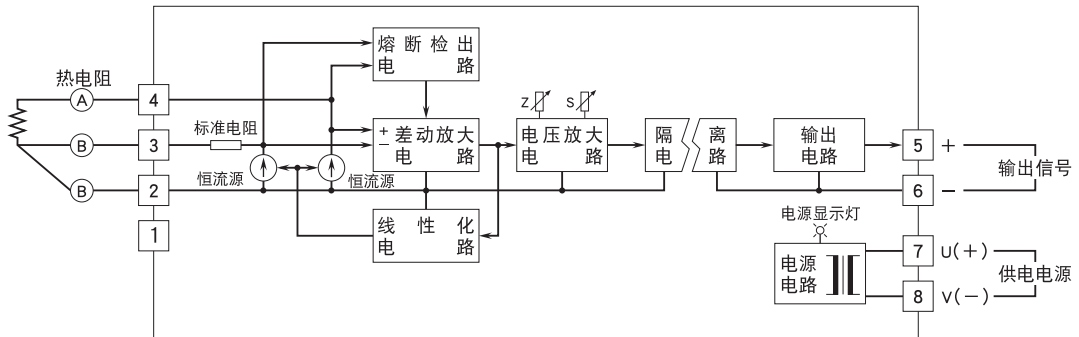 热电阻
A
B
B
4
3
2
1
标准电阻
恒流源
恒流源
熔断检出
电路
+
−
差动放大
电路
线性化
电路
Z
S
电压放大
电路
隔离
电路
输出
电路
电源显示灯
电源
电路
5
+
6
−
输出信号
7
U(+)
8
V(−)
供电电源